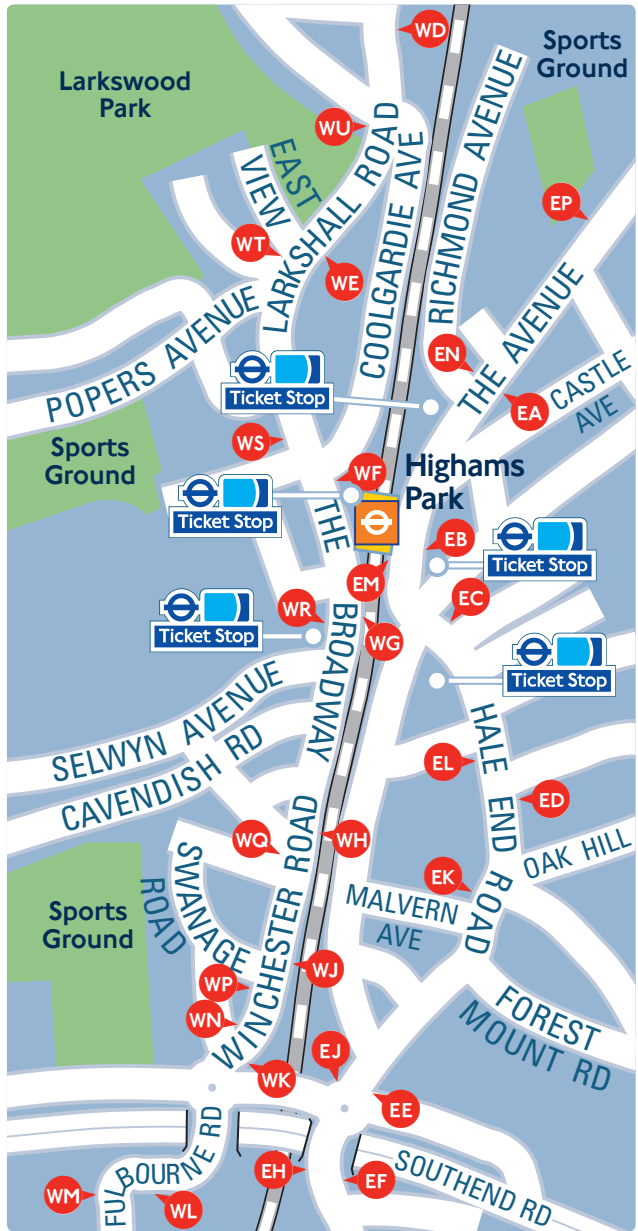 WD
Sports
Ground
Larkswood
Park
WU
EAST
VIEW
LARKSHALL ROAD
COOLGARDIE AVE
RICHMOND AVENUE
EP
WT
WE
POPERS AVENUE
THE AVENUE
EN
EA
CASTLE
AVE
Ticket Stop
Sports
Ground
WS
WF
Highams
Park
Ticket Stop
THE
BROADWAY
EB
Ticket Stop
EM
EC
WR
Ticket Stop
WG
Ticket Stop
SELWYN AVENUE
CAVENDISH RD
HALE END
ROAD
EL
ED
WQ
WH
OAK HILL
EK
SWANAGE
ROAD
MALVERN
AVE
Sports
Ground
WINCHESTER ROAD
WJ
WP
WN
FOREST
MOUNT RD
EJ
WK
EE
FULBOURNE RD
EH
EF
SOUTHEND RD
WM
WL